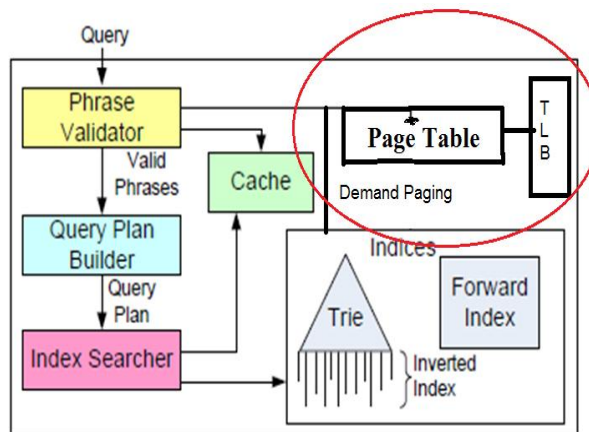 Query
Phrase
Validator
Valid
Phrases
Cache
Page Table
T
L
B
Demand Paging
Query Plan
Builder
Query
Plan
Index Searcher
Indices
Trie
Forward
Index
Inverted
Index